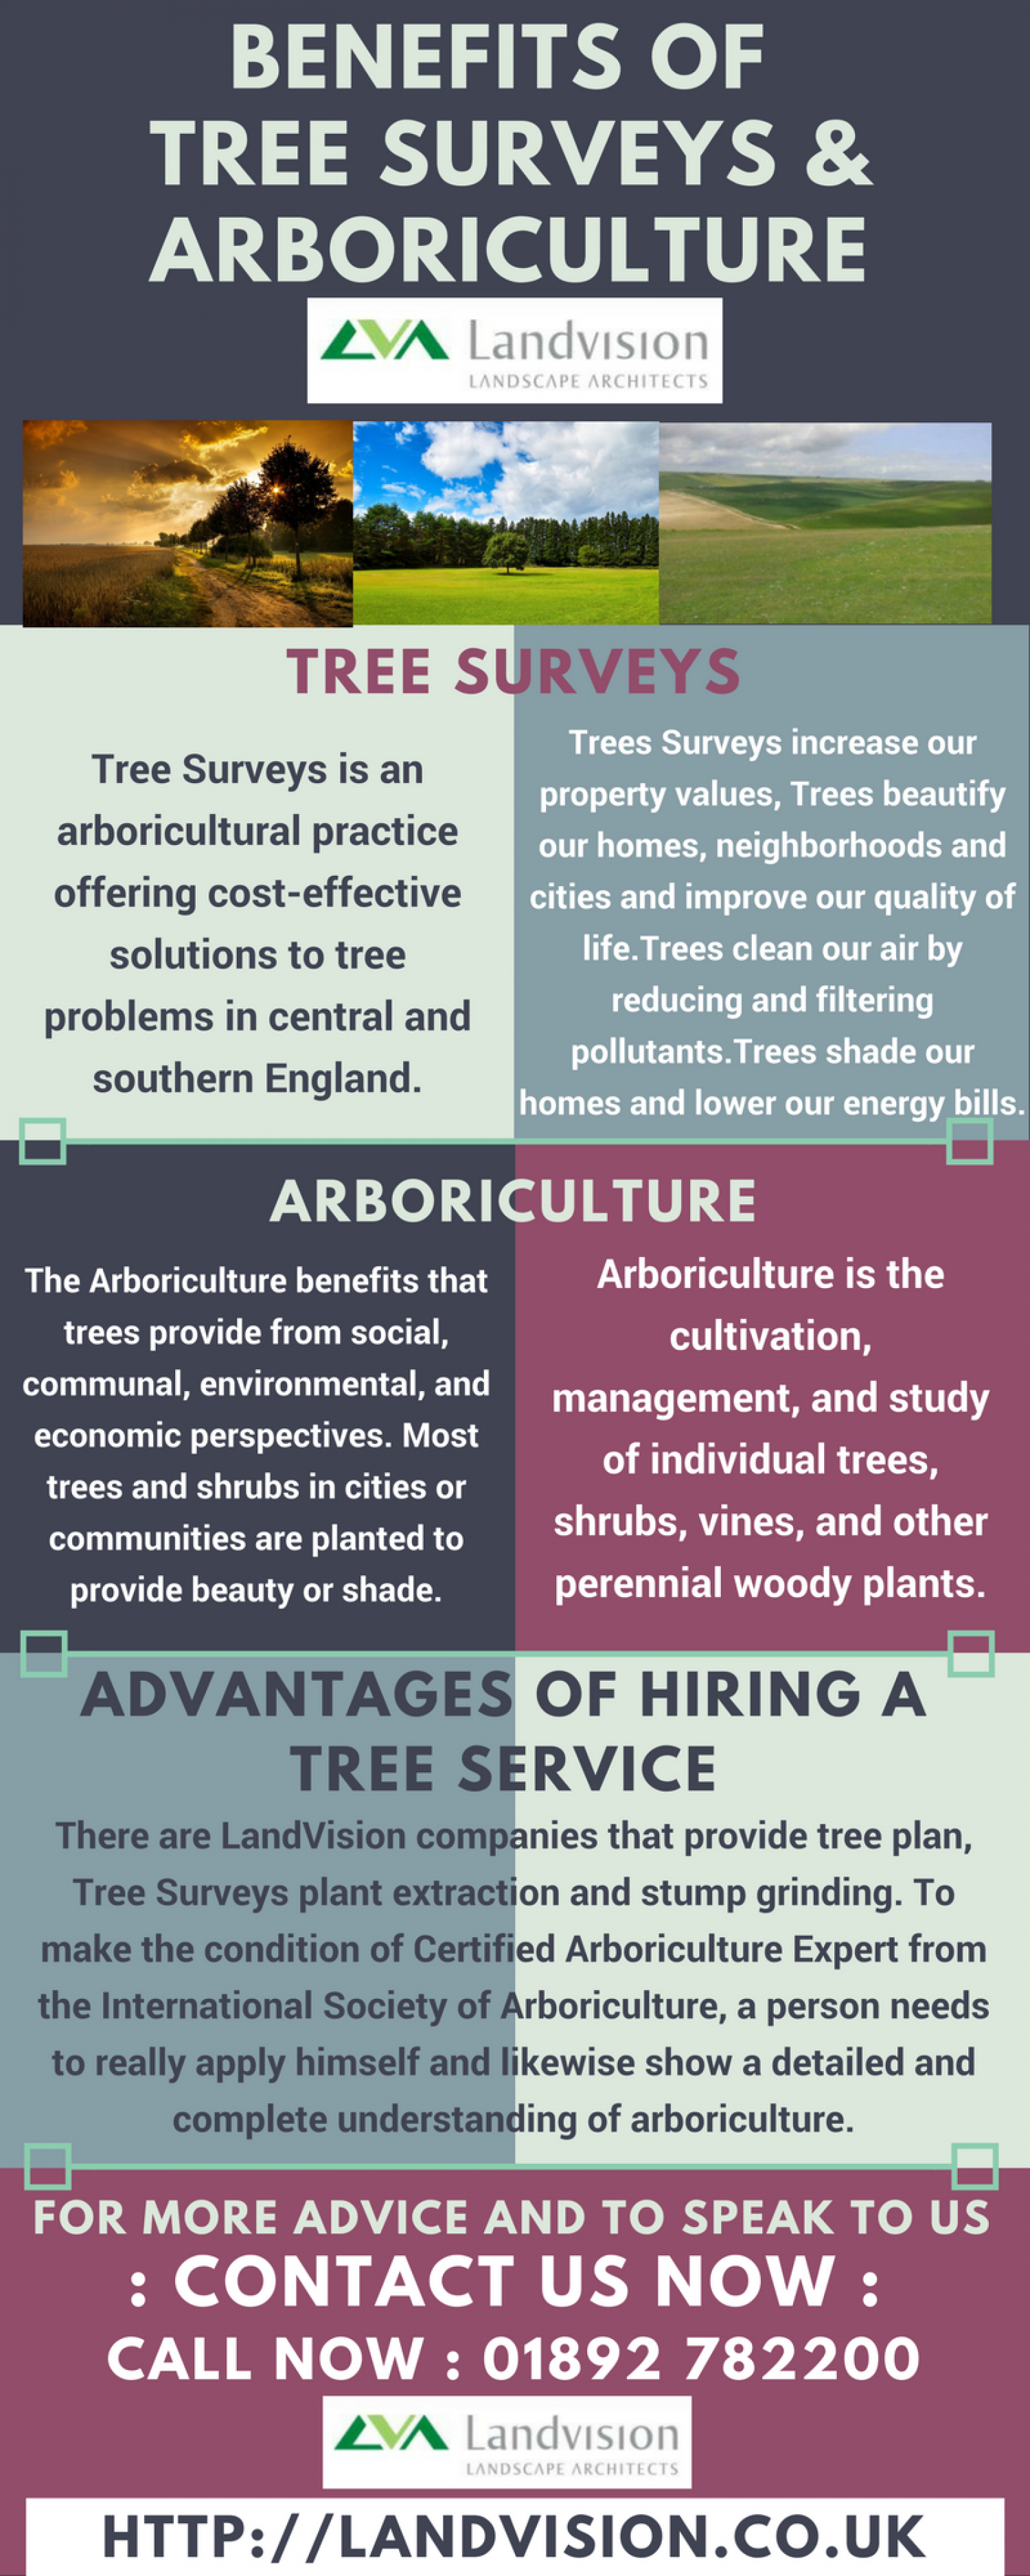 BENEFITS OF
TREE SURVEYS &
ARBORICULTURE
Landvision
LANDSCAPE ARCHITECTS
TREE SURVEYS
Tree Surveys is an
arboricultural practice
offering cost-effective
solutions to tree
problems in central and
southern England.
Trees Surveys increase our
property values, Trees beautify
our homes, neighborhoods and
cities and improve our quality of
life.Trees clean our air by
reducing and filtering
pollutants.Trees shade our
homes and lower our energy bills.
ARBORICULTURE
The Arboriculture benefits that
trees provide from social,
communal, environmental, and
economic perspectives. Most
trees and shrubs in cities or
communities are planted to
provide beauty or shade.
Arboriculture is the
cultivation,
management, and study
of individual trees,
shrubs, vines, and other
perennial woody plants.
ADVANTAGES OF HIRING A
TREE SERVICE
There are LandVision companies that provide tree plan,
Tree Surveys plant extraction and stump grinding. To
make the condition of Certified Arboriculture Expert from
the International Society of Arboriculture, a person needs
to really apply himself and likewise show a detailed and
complete understanding of arboriculture.
FOR MORE ADVICE AND TO SPEAK TO US
: CONTACT US NOW :
CALL NOW : 01892 782200
Landvision
LANDSCAPE ARCHITECTS
HTTP://LANDVISION.CO.UK